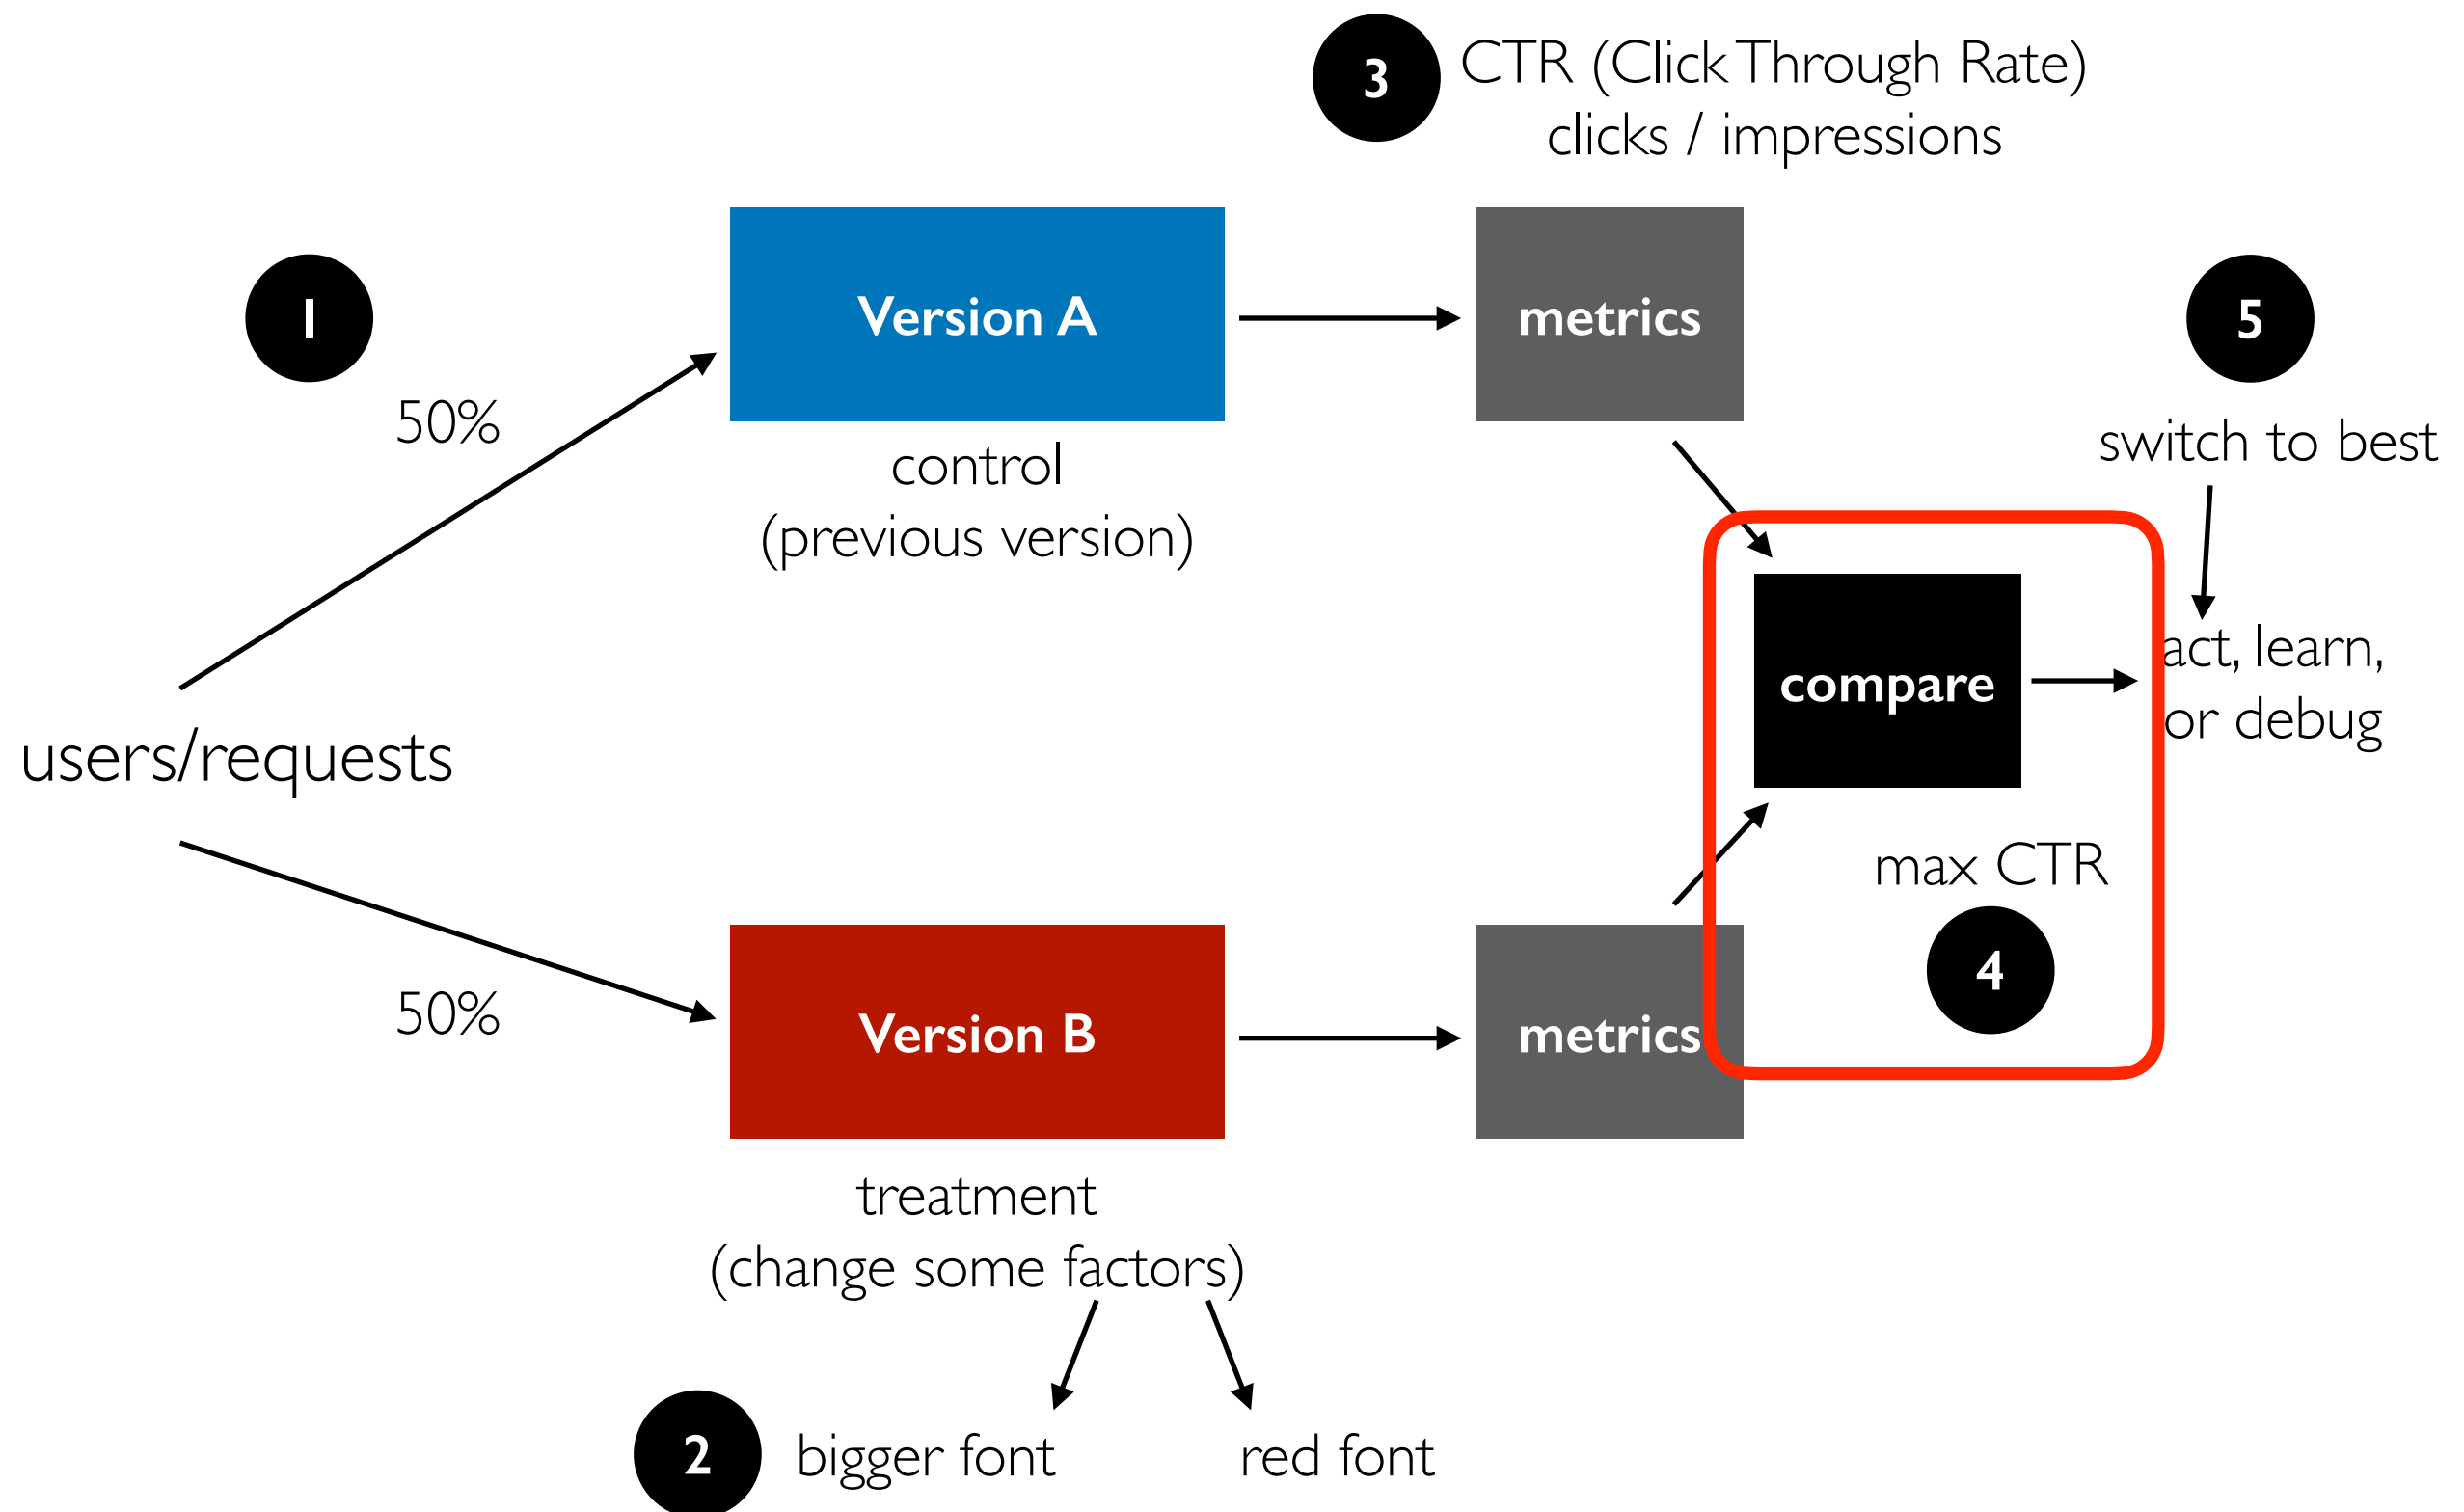 3
CTR (Click Through Rate)
clicks / impressions
1
50%
Version A
metrics
5
control
(previous version)
switch to best
users/requests
compare
act, learn,
or debug
max CTR
4
50%
Version B
metrics
treatment
(change some factors)
2
bigger font
red font